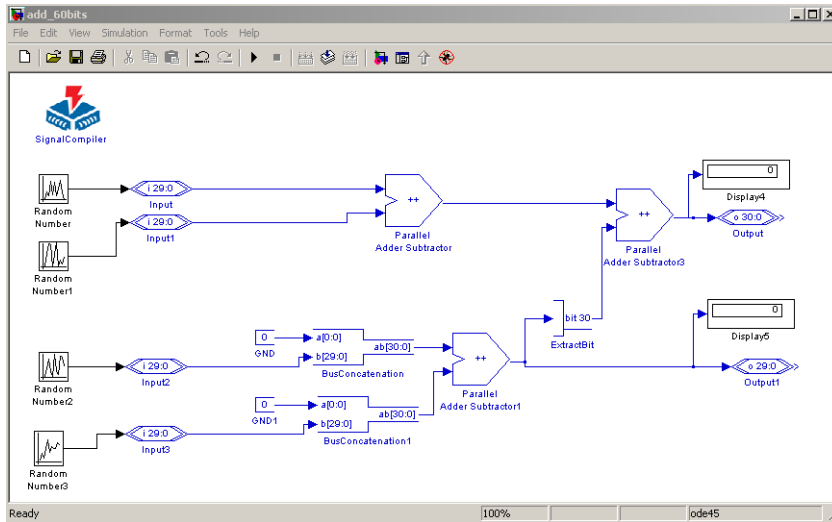 add_60bits
File Edit View Simulation Format Tools Help
SignalCompiler
Random
Number
i 29:0
Input
++
Parallel
Adder Subtractor
++
Parallel
Adder Subtractor3
0
Display4
o 30:0
Output
Random
Number1
i 29:0
Input1
bit 30
ExtractBit
0
Display5
o 29:0
Output1
Random
Number2
i 29:0
Input2
0
GND
a[0:0]
b[29:0]
ab[30:0]
BusConcatenation
++
Parallel
Adder Subtractor1
Random
Number3
i 29:0
Input3
0
GND1
a[0:0]
b[29:0]
ab[30:0]
BusConcatenation1
Ready 100% ode45